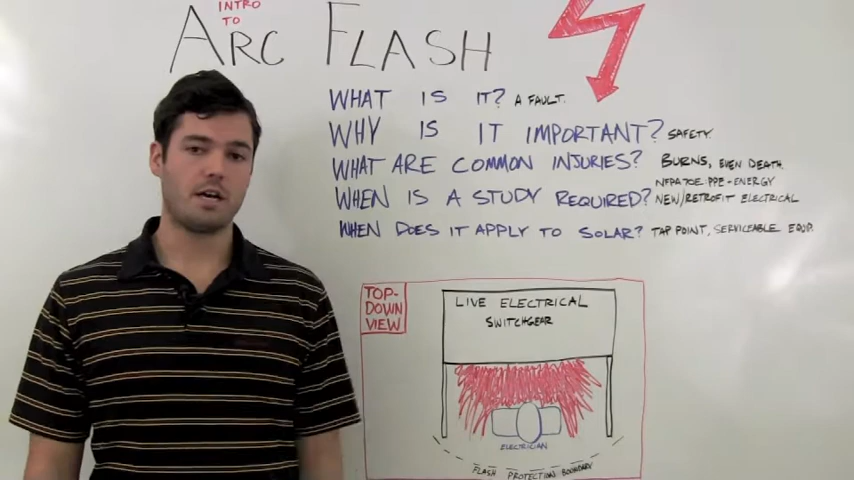 INTRO
TO
ARC FLASH
WHAT IS IT? A FAULT.
WHY IS IT IMPORTANT? SAFETY.
WHAT ARE COMMON INJURIES? BURNS, EVEN DEATH.
NFPA70E PPE-ENERGY
WHEN IS A STUDY REQUIRED? NEW/RETROFIT ELECTRICAL
WHEN DOES IT APPLY TO SOLAR? TAP POINT, SERVICEABLE EQUIP.
TOP-
DOWN
VIEW
LIVE ELECTRICAL
SWITCHGEAR
ELECTRICIAN
FLASH PROTECTION BOUNDARY